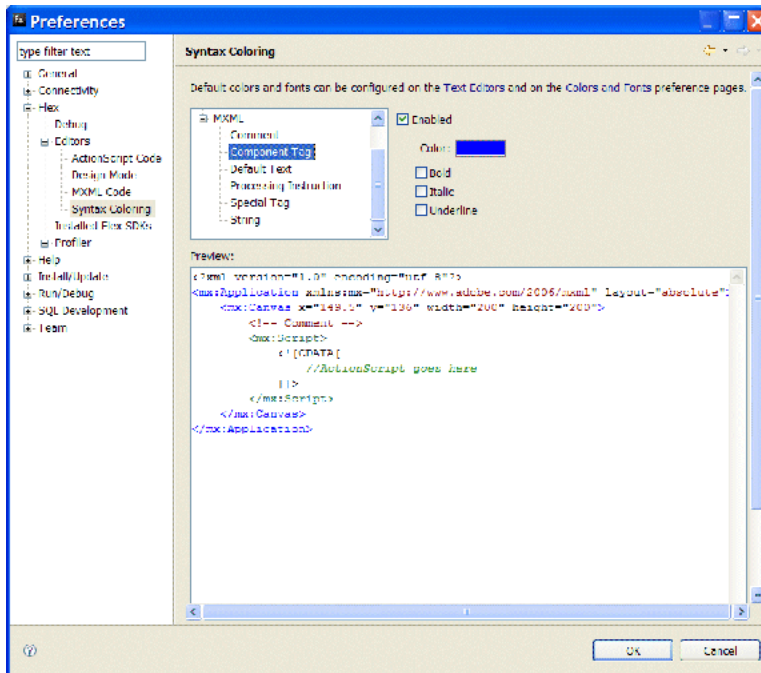 Fx Preferences
type filter text
General
Connectivity
Flex
Debug
Editors
ActionScript Code
Design Mode
MXML Code
Syntax Coloring
Installed Flex SDKs
Profiler
Help
Install/Update
Run/Debug
SQL Development
Team
Syntax Coloring
Default colors and fonts can be configured on the Text Editors and on the Colors and Fonts preference pages.
MXML
Comment
Component Tag
Default Text
Processing Instruction
Special Tag
String
Enabled
Color:
Bold
Italic
Underline
Preview:
<?xml version="1.0" encoding="utf-8"?>
<mx:Application xmlns:mx="http://www.adobe.com/2006/mxml" layout="absolute">
<mx:Canvas x="149.5" y="136" width="200" height="200">
<!-- Comment -->
<mx:Script>
<![CDATA[
//ActionScript goes here
]]>
</mx:Script>
</mx:Canvas>
</mx:Application>
OK
Cancel